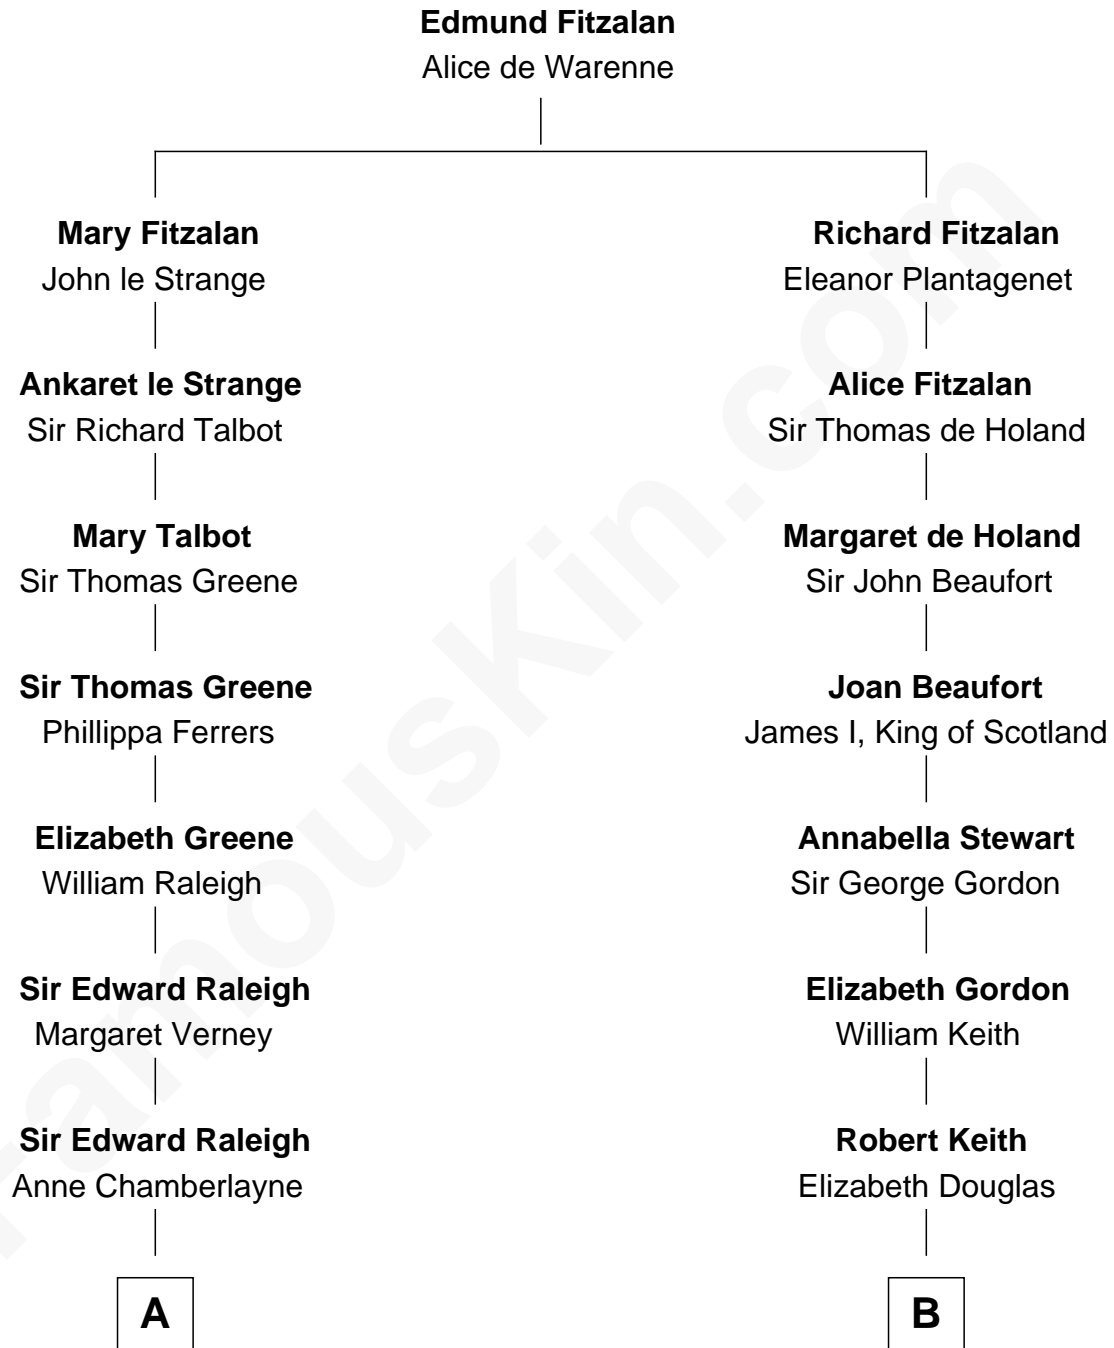 Edmund Fitzalan
Alice de Warenne
Mary Fitzalan
John le Strange
Richard Fitzalan
Eleanor Plantagenet
Ankaret le Strange
Sir Richard Talbot
Alice Fitzalan
Sir Thomas de Holand
Mary Talbot
Sir Thomas Greene
Margaret de Holand
Sir John Beaufort
Sir Thomas Greene
Phillippa Ferrers
Joan Beaufort
James I, King of Scotland
Elizabeth Greene
William Raleigh
Annabella Stewart
Sir George Gordon
Sir Edward Raleigh
Margaret Verney
Elizabeth Gordon
William Keith
Sir Edward Raleigh
Anne Chamberlayne
Robert Keith
Elizabeth Douglas
A
B
FamousKin.com